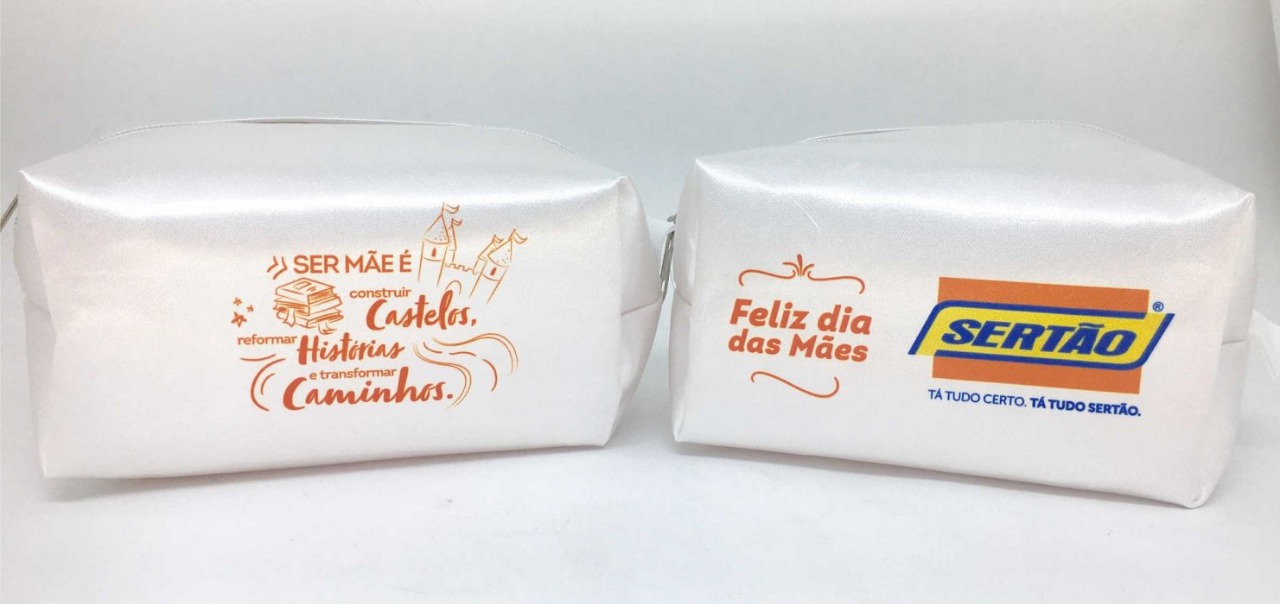 SER MÃE É
construir
Castelos,
reformar Histórias
e transformar
Caminhos.
Feliz dia
das Mães
SERTÃO®
TÁ TUDO CERTO. TÁ TUDO SERTÃO.